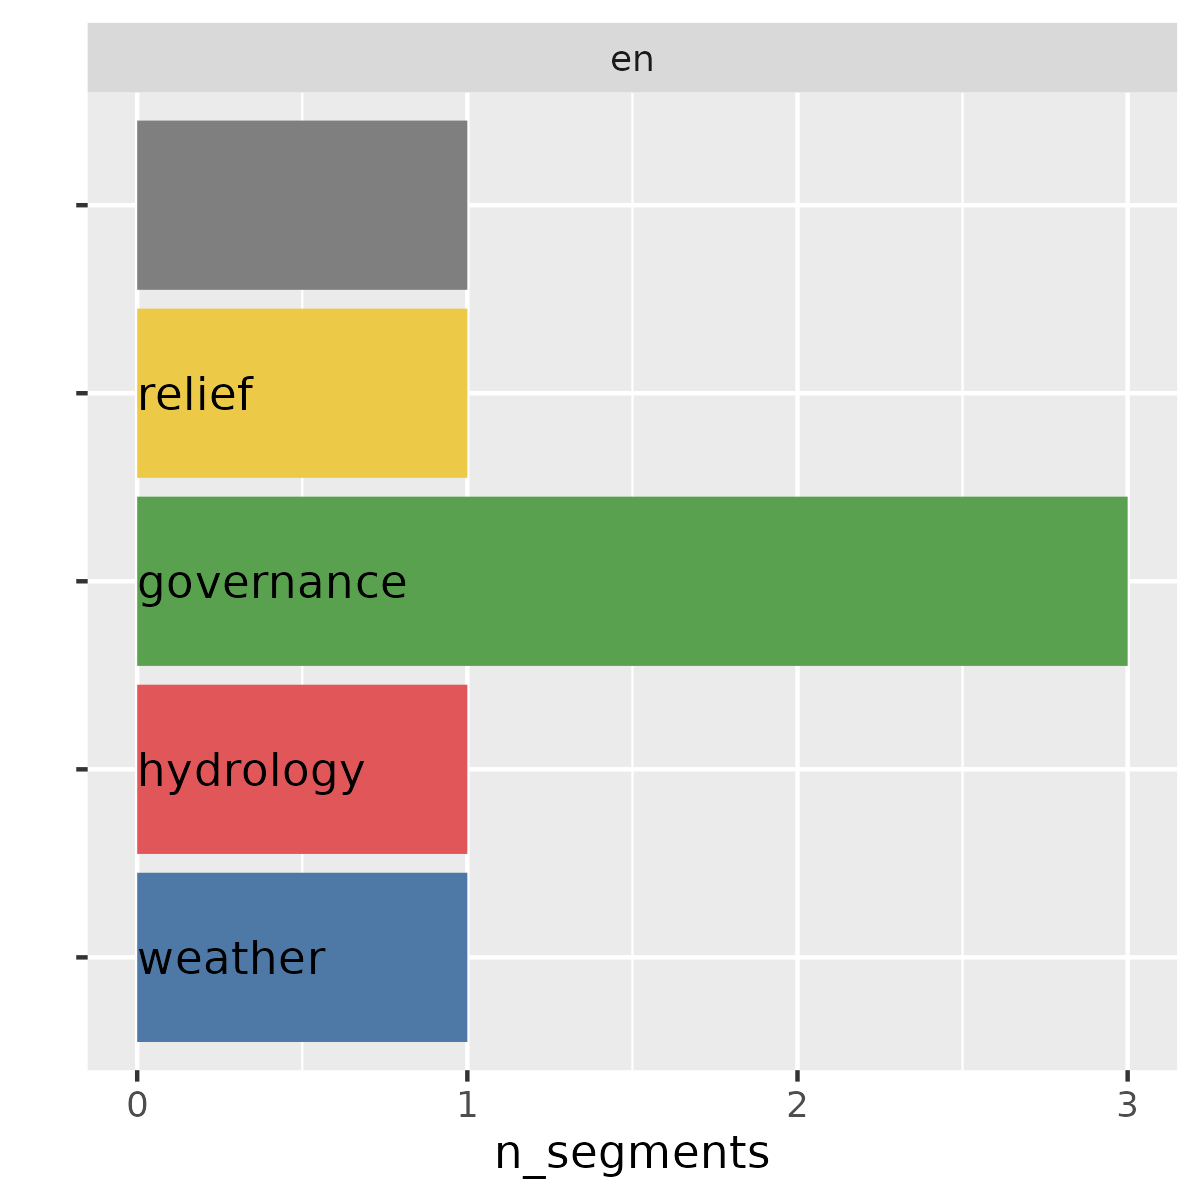 en
relief
governance
hydrology
weather
0 1 2 3
n_segments